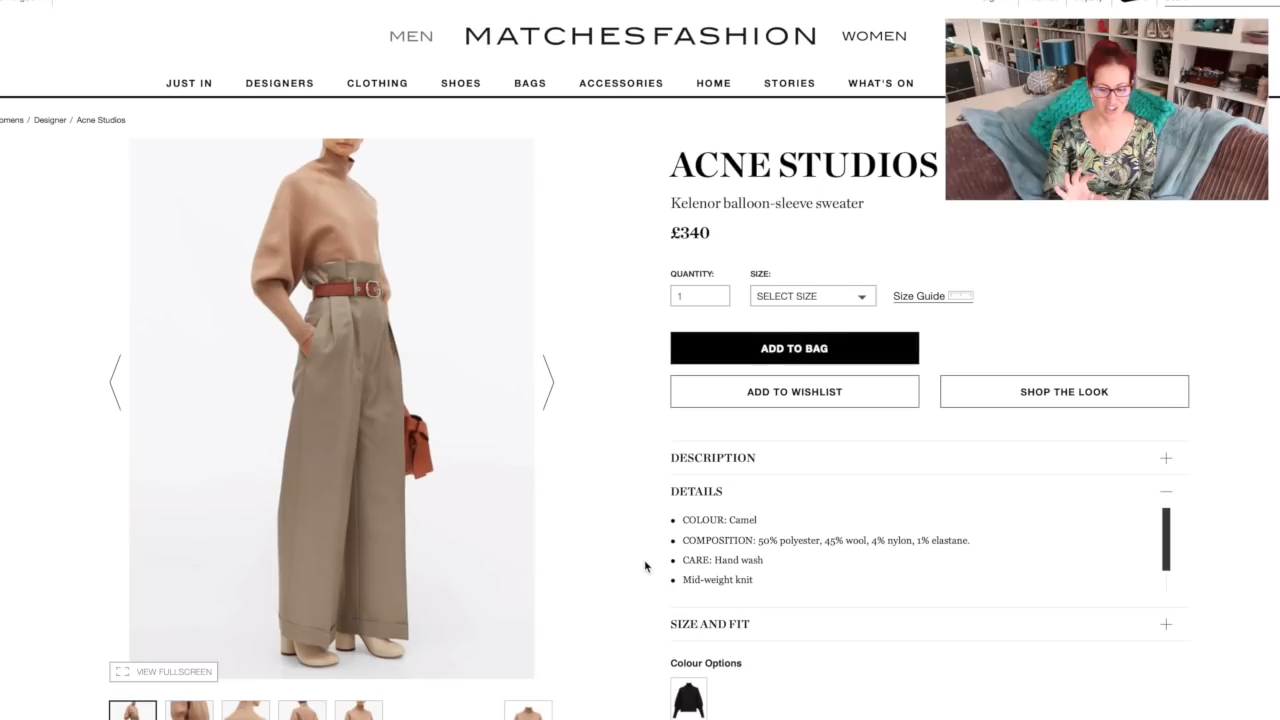 MEN
MATCHESFASHION
WOMEN
JUST IN
DESIGNERS
CLOTHING
SHOES
BAGS
ACCESSORIES
HOME
STORIES
WHAT'S ON
omens / Designer / Acne Studios
ACNE STUDIOS
Kelenor balloon-sleeve sweater
£340
QUANTITY:
SIZE:
1
SELECT SIZE
Size Guide
ADD TO BAG
ADD TO WISHLIST
SHOP THE LOOK
DESCRIPTION
DETAILS
COLOUR: Camel
COMPOSITION: 50% polyester, 45% wool, 4% nylon, 1% elastane.
CARE: Hand wash
Mid-weight knit
SIZE AND FIT
VIEW FULLSCREEN
Colour Options